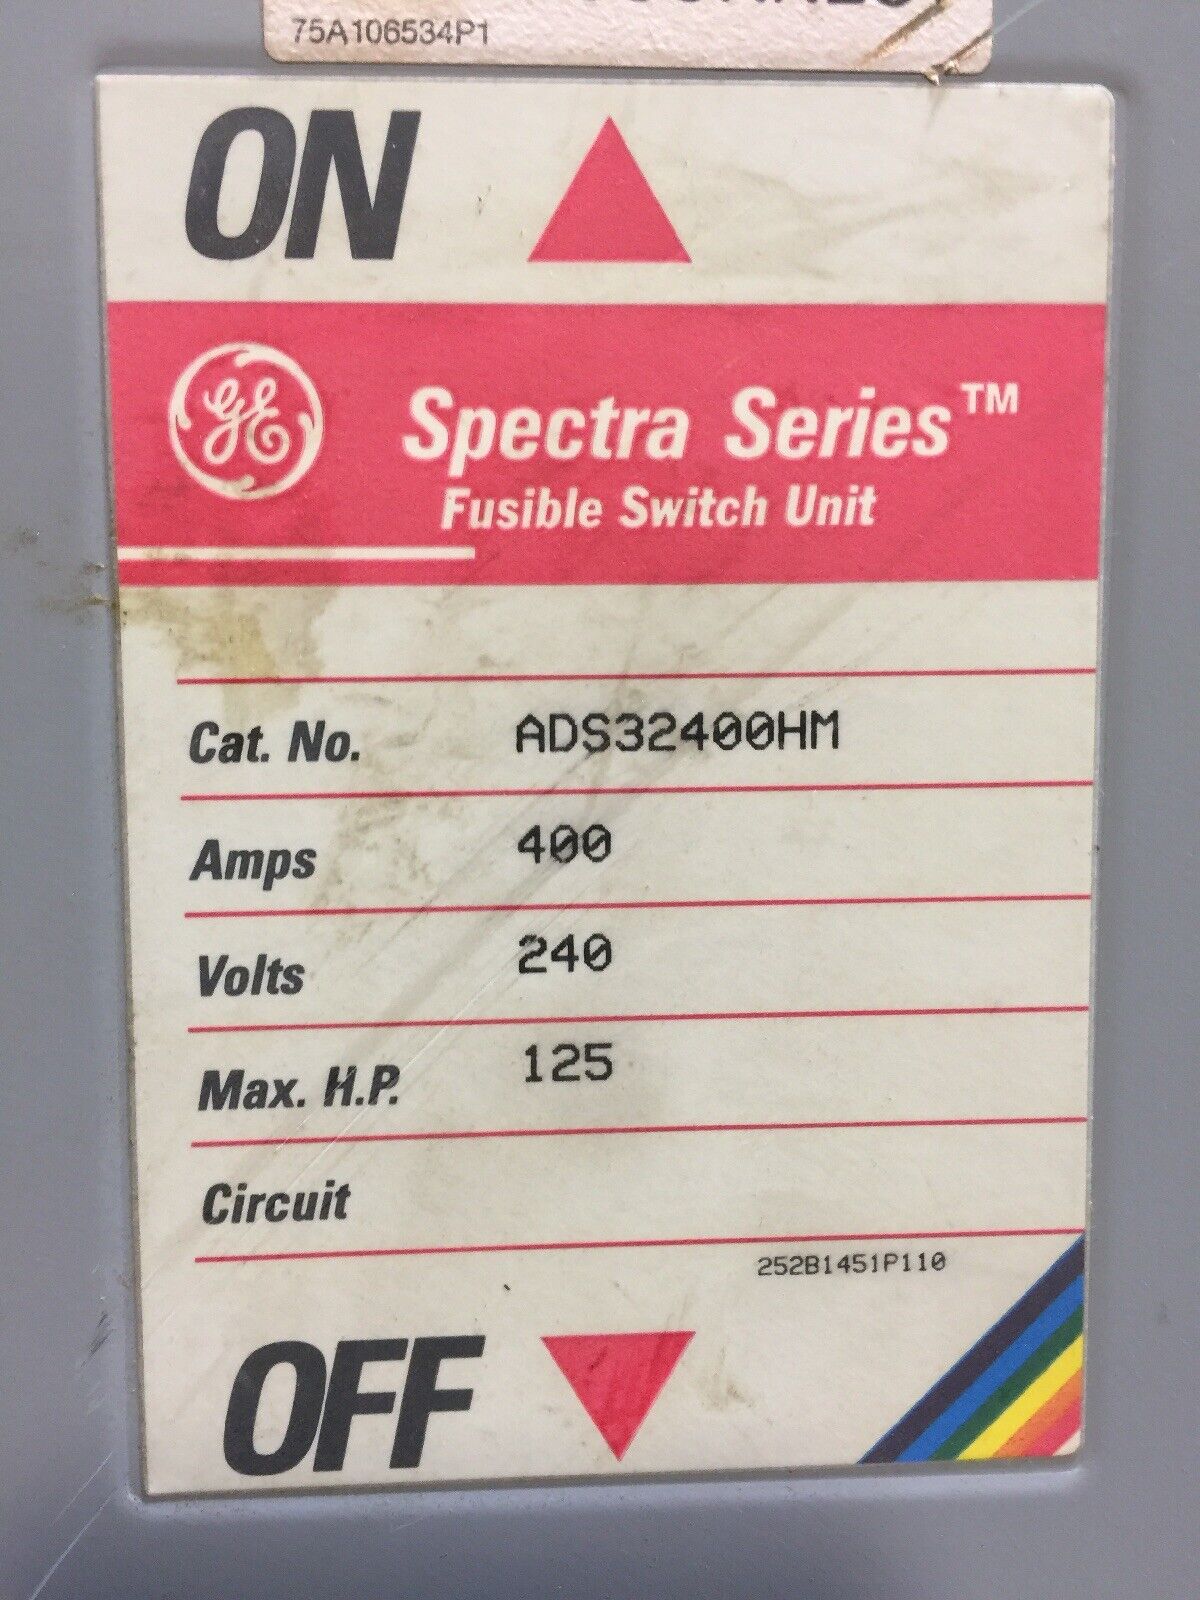 75A106534P1
ON
GE
Spectra Series™
Fusible Switch Unit
Cat. No. ADS32400HM
Amps 400
Volts 240
Max. H.P. 125
Circuit
252B1451P110
OFF